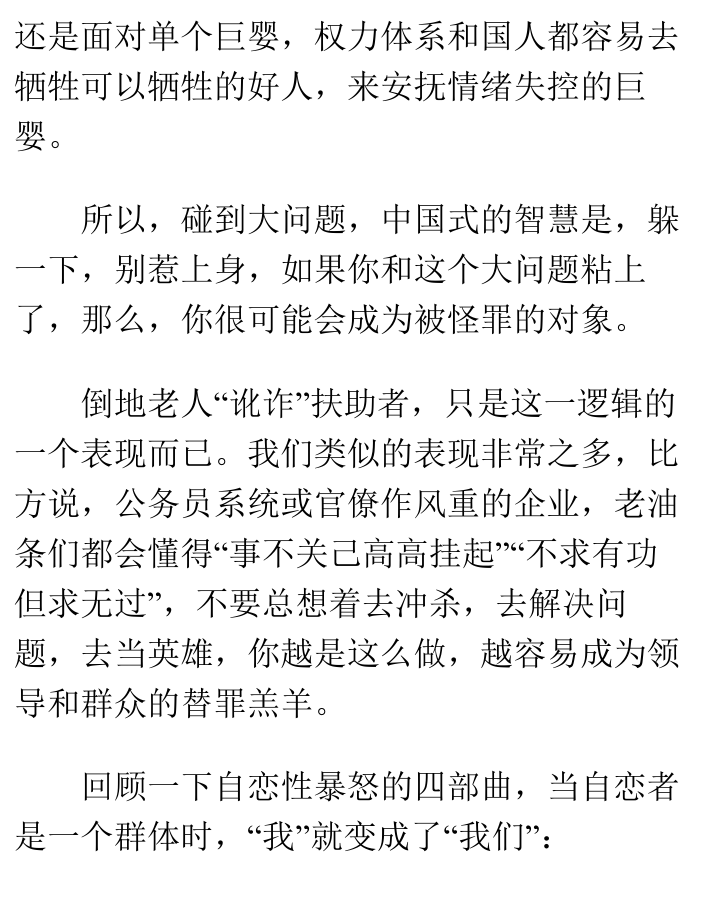 还是面对单个巨婴，权力体系和国人都容易去
牺牲可以牺牲的好人，来安抚情绪失控的巨
婴。
所以，碰到大问题，中国式的智慧是，躲
一下，别惹上身，如果你和这个大问题粘上
了，那么，你很可能会成为被怪罪的对象。
倒地老人“讹诈”扶助者，只是这一逻辑的
一个表现而已。我们类似的表现非常之多，比
方说，公务员系统或官僚作风重的企业，老油
条们都会懂得“事不关己高高挂起”“不求有功
但求无过”，不要总想着去冲杀，去解决问
题，去当英雄，你越是这么做，越容易成为领
导和群众的替罪羔羊。
回顾一下自恋性暴怒的四部曲，当自恋者
是一个群体时，“我”就变成了“我们”：